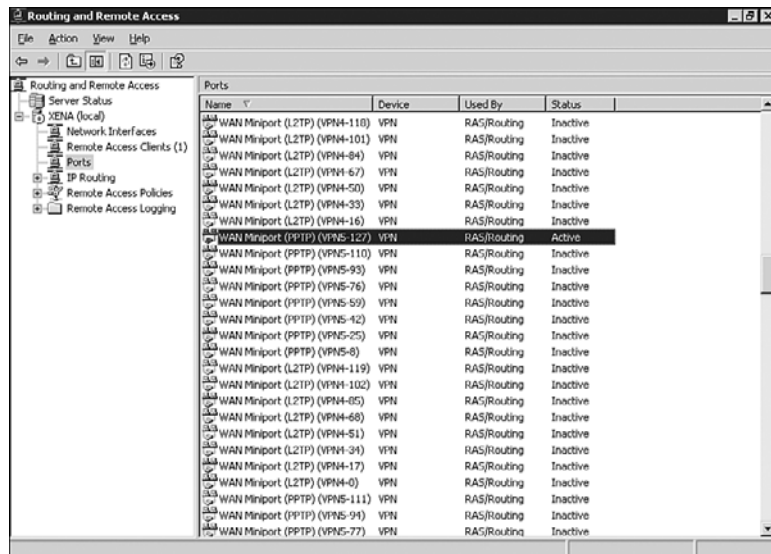 Routing and Remote Access
File Action View Help
Routing and Remote Access
Server Status
XENA (local)
Network Interfaces
Remote Access Clients (1)
Ports
IP Routing
Remote Access Policies
Remote Access Logging
Ports
Name Device Used By Status
WAN Miniport (L2TP) (VPN4-118) VPN RAS/Routing Inactive
WAN Miniport (L2TP) (VPN4-101) VPN RAS/Routing Inactive
WAN Miniport (L2TP) (VPN4-84) VPN RAS/Routing Inactive
WAN Miniport (L2TP) (VPN4-67) VPN RAS/Routing Inactive
WAN Miniport (L2TP) (VPN4-50) VPN RAS/Routing Inactive
WAN Miniport (L2TP) (VPN4-33) VPN RAS/Routing Inactive
WAN Miniport (L2TP) (VPN4-16) VPN RAS/Routing Inactive
WAN Miniport (PPTP) (VPN5-127) VPN RAS/Routing Active
WAN Miniport (PPTP) (VPN5-110) VPN RAS/Routing Inactive
WAN Miniport (PPTP) (VPN5-93) VPN RAS/Routing Inactive
WAN Miniport (PPTP) (VPN5-76) VPN RAS/Routing Inactive
WAN Miniport (PPTP) (VPN5-59) VPN RAS/Routing Inactive
WAN Miniport (PPTP) (VPN5-42) VPN RAS/Routing Inactive
WAN Miniport (PPTP) (VPN5-25) VPN RAS/Routing Inactive
WAN Miniport (PPTP) (VPN5-8) VPN RAS/Routing Inactive
WAN Miniport (L2TP) (VPN4-119) VPN RAS/Routing Inactive
WAN Miniport (L2TP) (VPN4-102) VPN RAS/Routing Inactive
WAN Miniport (L2TP) (VPN4-85) VPN RAS/Routing Inactive
WAN Miniport (L2TP) (VPN4-68) VPN RAS/Routing Inactive
WAN Miniport (L2TP) (VPN4-51) VPN RAS/Routing Inactive
WAN Miniport (L2TP) (VPN4-34) VPN RAS/Routing Inactive
WAN Miniport (L2TP) (VPN4-17) VPN RAS/Routing Inactive
WAN Miniport (L2TP) (VPN4-0) VPN RAS/Routing Inactive
WAN Miniport (PPTP) (VPN5-111) VPN RAS/Routing Inactive
WAN Miniport (PPTP) (VPN5-94) VPN RAS/Routing Inactive
WAN Miniport (PPTP) (VPN5-77) VPN RAS/Routing Inactive